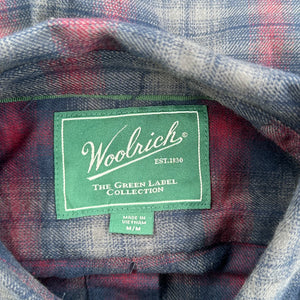 Woolrich®
EST. 1830
THE GREEN LABEL
COLLECTION
MADE IN
VIETNAM
M/M